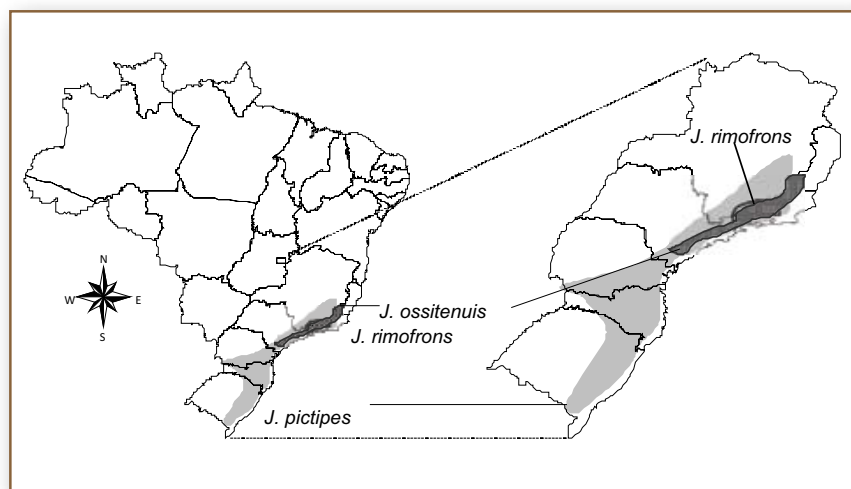 J. rimofrons
N
W E
S
J. ossitenuis
J. rimofrons
J. pictipes